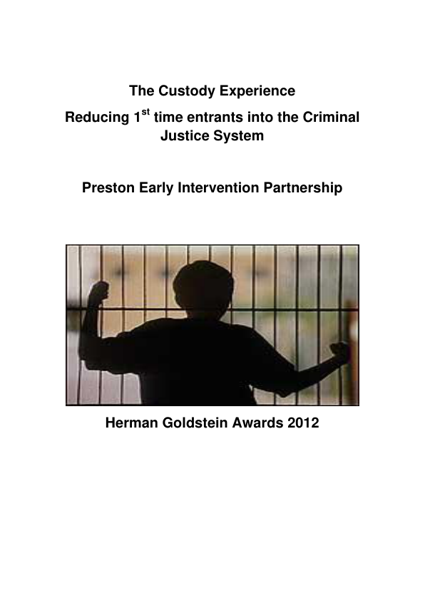 The Custody Experience
Reducing 1st time entrants into the Criminal
Justice System
Preston Early Intervention Partnership
Herman Goldstein Awards 2012